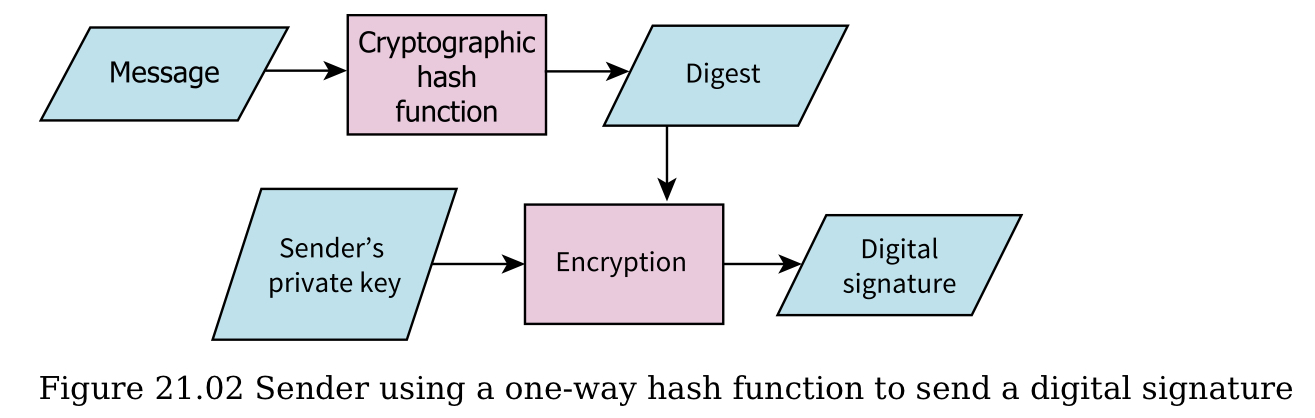 Message
Cryptographic
hash
function
Digest
Sender’s
private key
Encryption
Digital
signature
Figure 21.02 Sender using a one-way hash function to send a digital signature